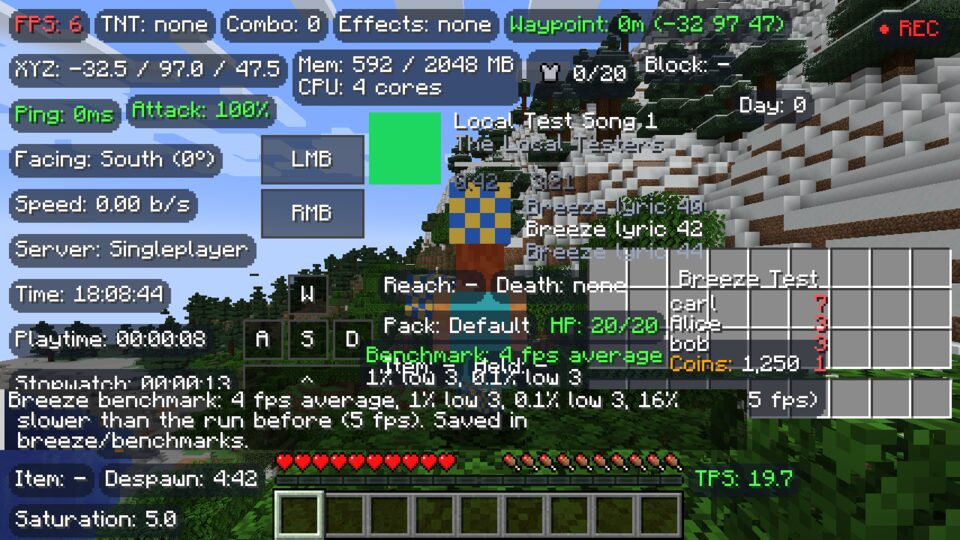 FPS: 6 TNT: none Combo: 0 Effects: none Waypoint: 0m (-32 97 47) REC
XYZ: -32.5 / 97.0 / 47.5 Mem: 592 / 2048 MB 0/20 Block: -
CPU: 4 cores
Ping: 0ms Attack: 100% Day: 0
Local Test Song 1
The Local Testers
Facing: South (0°) LMB
Speed: 0.00 b/s RMB
Breeze lyric 40
Breeze lyric 42
Breeze lyric 44
Server: Singleplayer
Time: 18:08:44 W Reach: - Death: none Breeze Test
carl 7
Playtime: 00:00:08 A S D Pack: Default HP: 20/20 Alice 3
bob 3
Benchmark: 4 fps average Coins: 1,250 1
Item: - Held: -
1% low 3, 0.1% low 3
Stopwatch: 00:00:13
Breeze benchmark: 4 fps average, 1% low 3, 0.1% low 3, 16% 5 fps)
slower than the run before (5 fps). Saved in
breeze/benchmarks.
Item: - Despawn: 4:42 TPS: 19.7
Saturation: 5.0